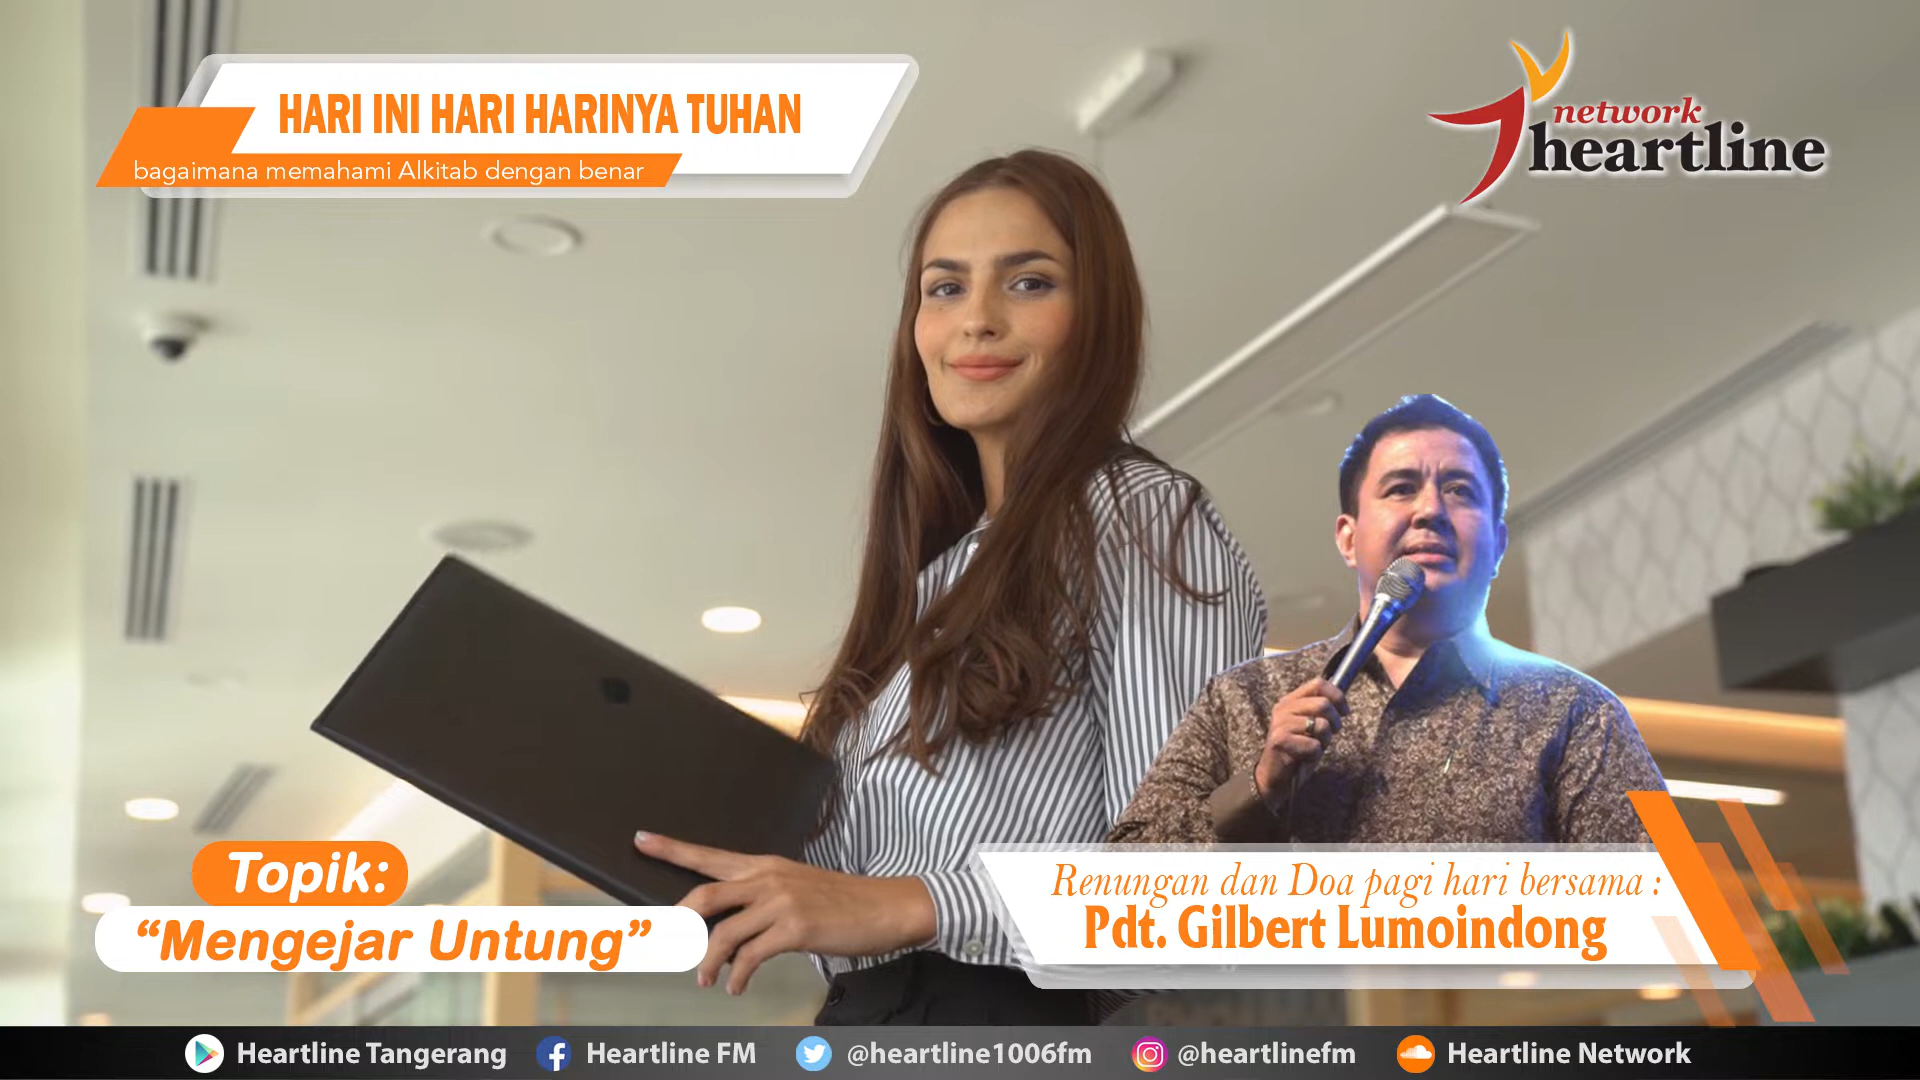 HARI INI HARI HARINYA TUHAN
bagaimana memahami Alkitab dengan benar
network
heartline
Topik:
“Mengejar Untung”
Renungan dan Doa pagi hari bersama :
Pdt. Gilbert Lumoindong
Heartline Tangerang
Heartline FM
@heartline1006fm
@heartlinefm
Heartline Network